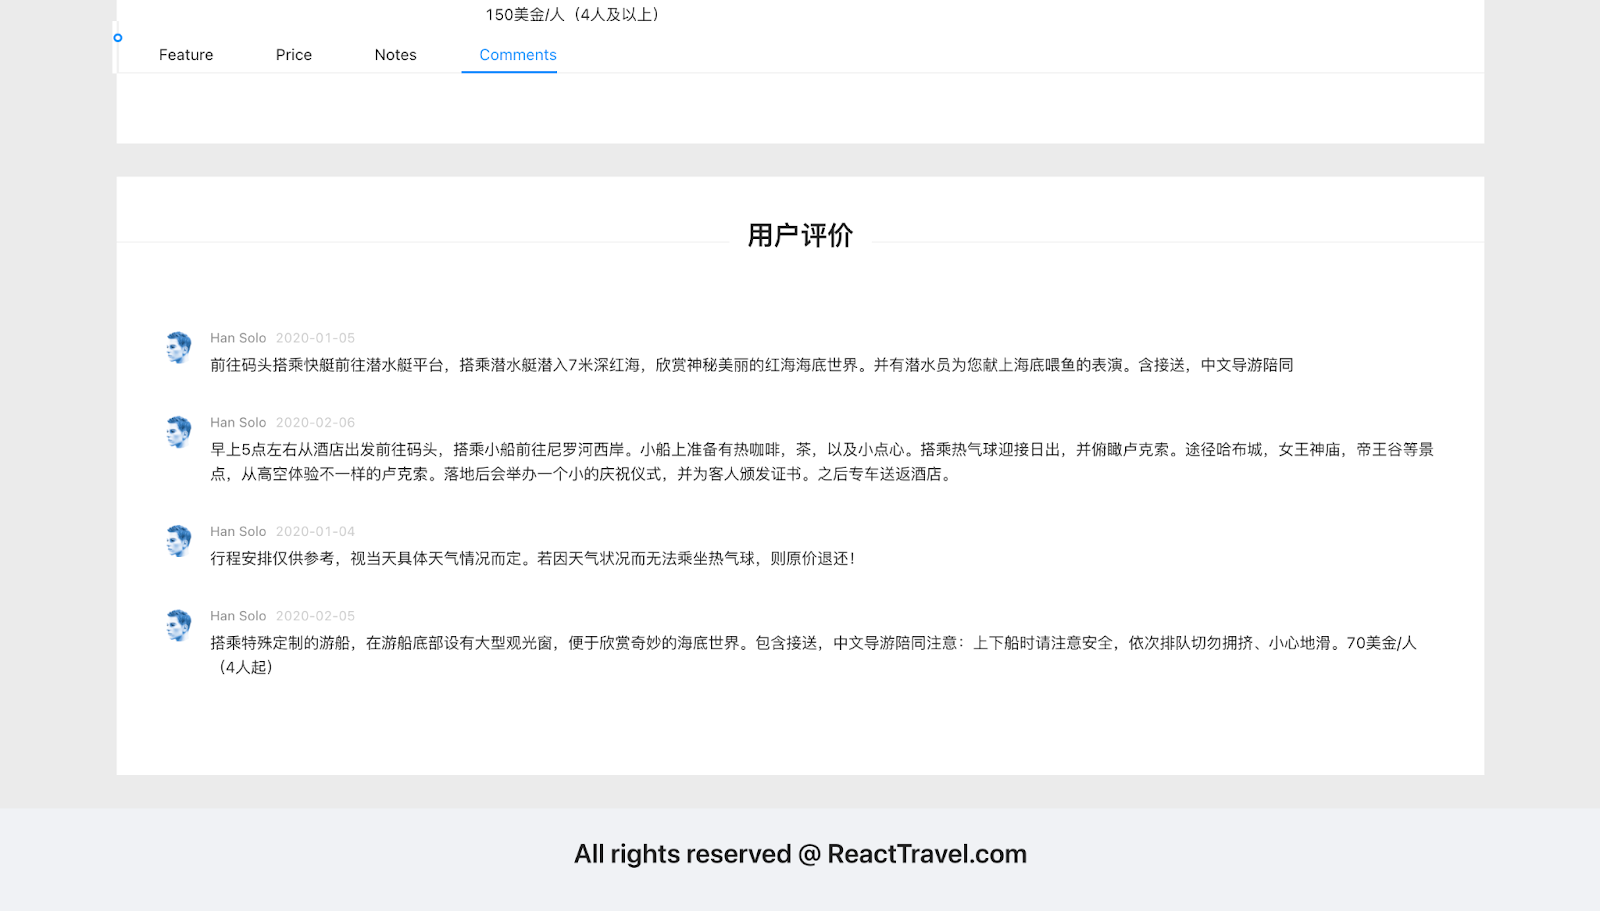 150美金/人（4人及以上）
Feature Price Notes Comments
用户评价
Han Solo 2020-01-05
前往码头搭乘快艇前往潜水艇平台，搭乘潜水艇潜入7米深红海，欣赏神秘美丽的红海海底世界。并有潜水员为您献上海底喂鱼的表演。含接送，中文导游陪同
Han Solo 2020-02-06
早上5点左右从酒店出发前往码头，搭乘小船前往尼罗河西岸。小船上准备有热咖啡，茶，以及小点心。搭乘热气球迎接日出，并俯瞰卢克索。途径哈布城，女王神庙，帝王谷等景
点，从高空体验不一样的卢克索。落地后会举办一个小的庆祝仪式，并为客人颁发证书。之后专车送返酒店。
Han Solo 2020-01-04
行程安排仅供参考，视当天具体天气情况而定。若因天气状况而无法乘坐热气球，则原价退还！
Han Solo 2020-02-05
搭乘特殊定制的游船，在游船底部设有大型观光窗，便于欣赏奇妙的海底世界。包含接送，中文导游陪同注意：上下船时请注意安全，依次排队切勿拥挤、小心地滑。70美金/人
（4人起）
All rights reserved @ ReactTravel.com